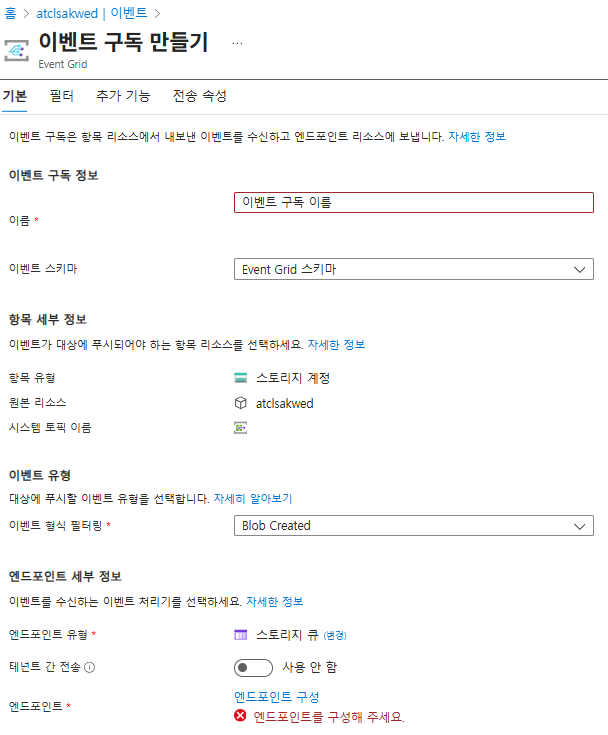 홈 > atclsakwed | 이벤트 >
이벤트 구독 만들기 ...
Event Grid
기본 필터 추가 기능 전송 속성
이벤트 구독은 항목 리소스에서 내보낸 이벤트를 수신하고 엔드포인트 리소스에 보냅니다. 자세한 정보
이벤트 구독 정보
이름 * 이벤트 구독 이름
이벤트 스키마 Event Grid 스키마
항목 세부 정보
이벤트가 대상에 푸시되어야 하는 항목 리소스를 선택하세요. 자세한 정보
항목 유형 스토리지 계정
원본 리소스 atclsakwed
시스템 토픽 이름
이벤트 유형
대상에 푸시할 이벤트 유형을 선택합니다. 자세히 알아보기
이벤트 형식 필터링 * Blob Created
엔드포인트 세부 정보
이벤트를 수신하는 이벤트 처리기를 선택하세요. 자세한 정보
엔드포인트 유형 * 스토리지 큐 (변경)
테넌트 간 전송 사용 안 함
엔드포인트 * 엔드포인트 구성
엔드포인트를 구성해 주세요.